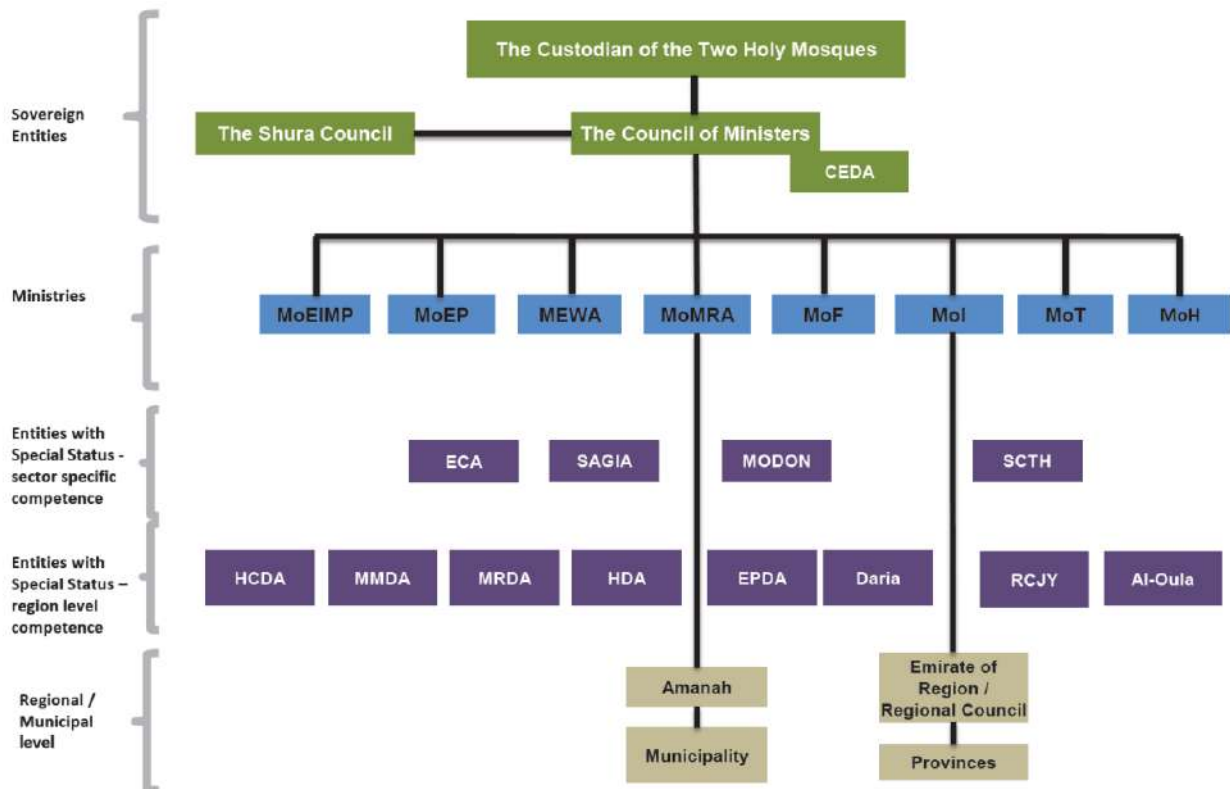 The Custodian of the Two Holy Mosques
Sovereign
Entities
The Shura Council
The Council of Ministers
CEDA
Ministries
MoEIMP
MoEP
MEWA
MoMRA
MoF
MoI
MoT
MoH
Entities with
Special Status -
sector specific
competence
ECA
SAGIA
MODON
SCTH
Entities with
Special Status –
region level
competence
HCDA
MMDA
MRDA
HDA
EPDA
Daria
RCJY
Al-Oula
Regional /
Municipal
level
Amanah
Municipality
Emirate of
Region /
Regional Council
Provinces